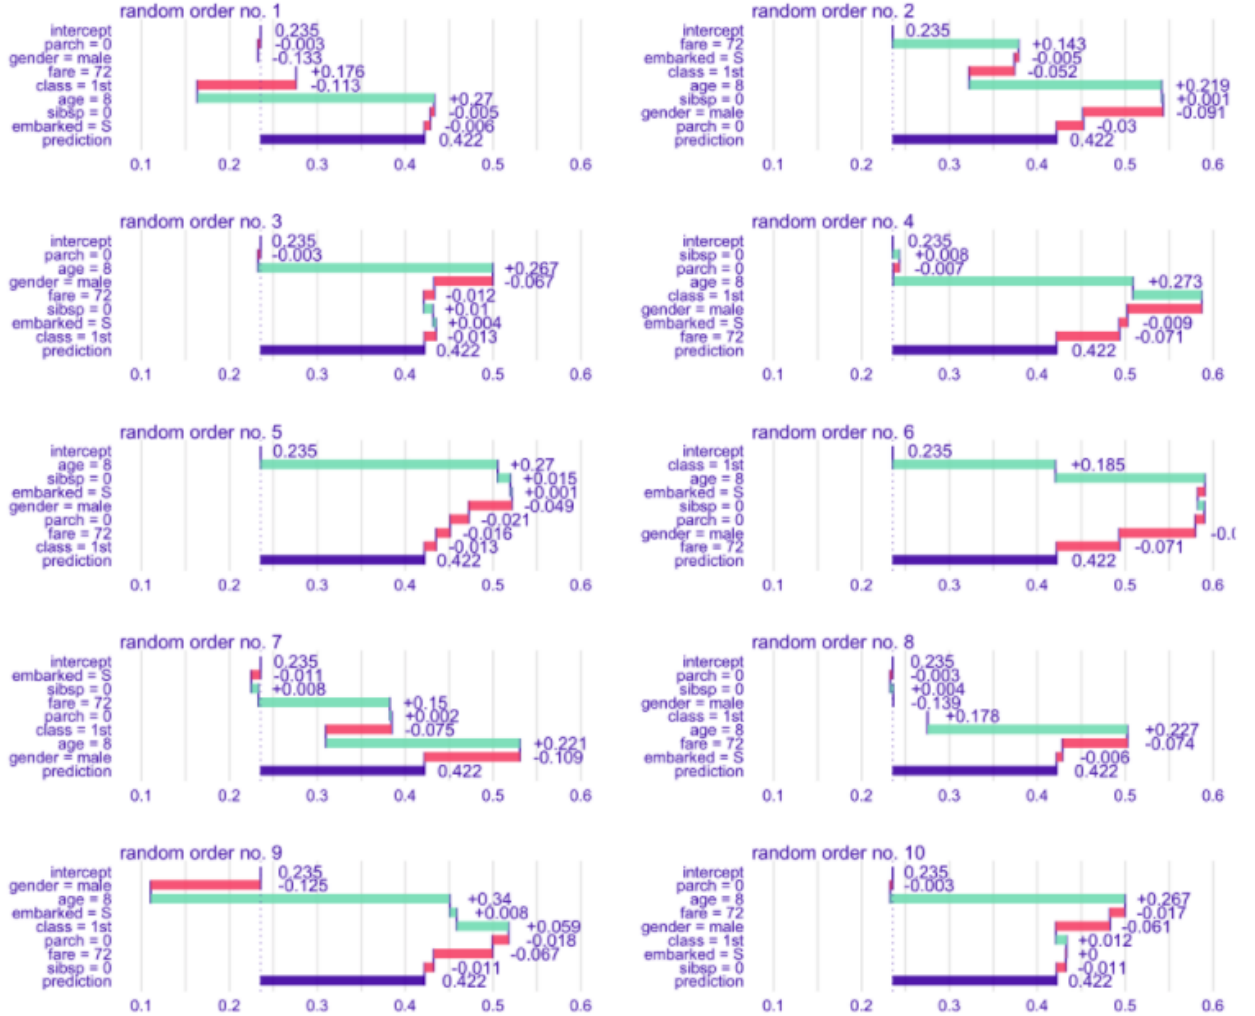 random order no. 1
intercept 0.235
parch = 0 -0.003
gender = male -0.133
fare = 72 +0.176
class = 1st -0.113
age = 8 +0.27
sibsp = 0 -0.005
embarked = S -0.006
prediction 0.422
0.1 0.2 0.3 0.4 0.5 0.6
random order no. 2
intercept 0.235
fare = 72 +0.143
embarked = S -0.005
class = 1st -0.052
age = 8 +0.219
sibsp = 0 +0.001
gender = male -0.091
parch = 0 -0.03
prediction 0.422
0.1 0.2 0.3 0.4 0.5 0.6
random order no. 3
intercept 0.235
parch = 0 -0.003
age = 8 +0.267
gender = male -0.067
fare = 72 -0.012
sibsp = 0 +0.01
embarked = S +0.004
class = 1st -0.013
prediction 0.422
0.1 0.2 0.3 0.4 0.5 0.6
random order no. 4
intercept 0.235
sibsp = 0 +0.008
parch = 0 -0.007
age = 8 +0.273
class = 1st
gender = male
embarked = S -0.009
fare = 72 -0.071
prediction 0.422
0.1 0.2 0.3 0.4 0.5 0.6
random order no. 5
intercept 0.235
age = 8 +0.27
sibsp = 0 +0.015
embarked = S +0.001
gender = male -0.049
parch = 0 -0.021
fare = 72 -0.016
class = 1st -0.013
prediction 0.422
0.1 0.2 0.3 0.4 0.5 0.6
random order no. 6
intercept 0.235
class = 1st +0.185
age = 8
embarked = S
sibsp = 0
parch = 0
gender = male
fare = 72 -0.071
prediction 0.422
0.1 0.2 0.3 0.4 0.5 0.6
random order no. 7
intercept 0.235
embarked = S -0.011
sibsp = 0 +0.008
fare = 72 +0.15
parch = 0 +0.002
class = 1st -0.075
age = 8 +0.221
gender = male -0.109
prediction 0.422
0.1 0.2 0.3 0.4 0.5 0.6
random order no. 8
intercept 0.235
parch = 0 -0.003
sibsp = 0 +0.004
gender = male -0.139
class = 1st +0.178
age = 8 +0.227
fare = 72 -0.074
embarked = S -0.006
prediction 0.422
0.1 0.2 0.3 0.4 0.5 0.6
random order no. 9
intercept 0.235
gender = male -0.125
age = 8 +0.34
embarked = S +0.008
class = 1st +0.059
parch = 0 -0.018
fare = 72 -0.067
sibsp = 0 -0.011
prediction 0.422
0.1 0.2 0.3 0.4 0.5 0.6
random order no. 10
intercept 0.235
parch = 0 -0.003
age = 8 +0.267
fare = 72 -0.017
gender = male -0.061
class = 1st +0.012
embarked = S +0
sibsp = 0 -0.011
prediction 0.422
0.1 0.2 0.3 0.4 0.5 0.6